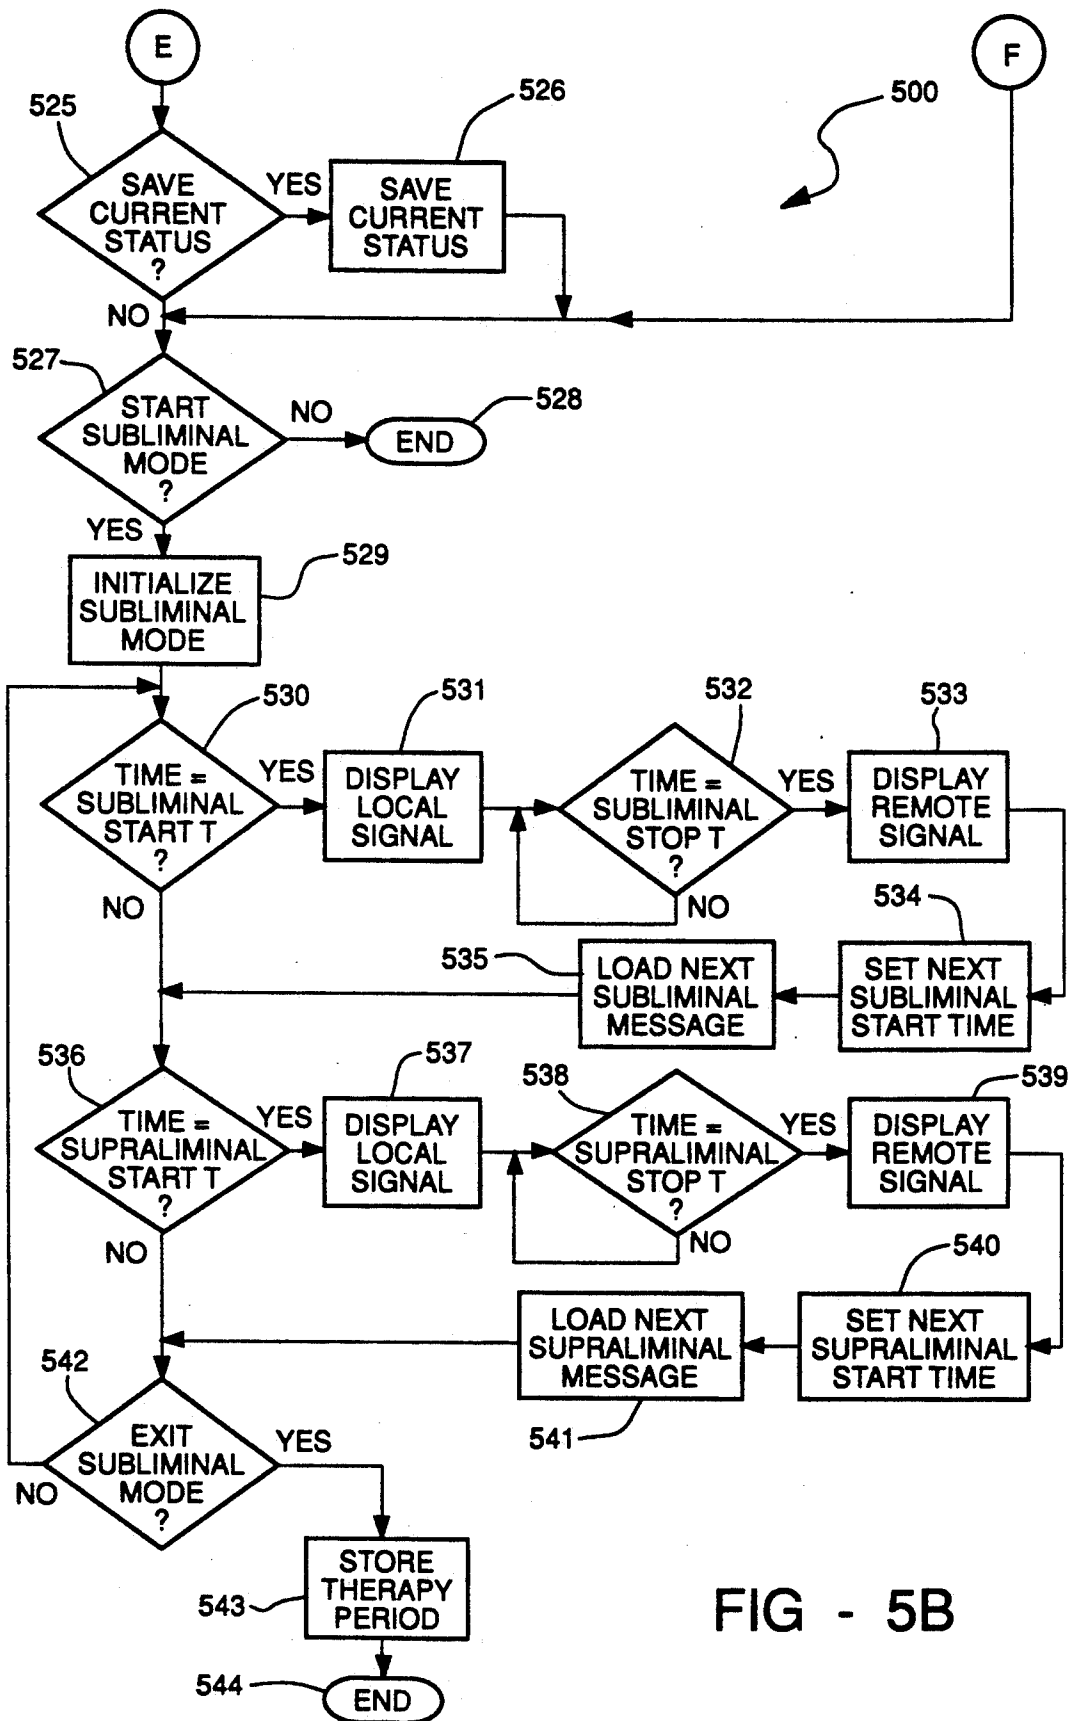 E
F
525
526
500
SAVE
CURRENT
STATUS
?
YES
SAVE
CURRENT
STATUS
NO
527
START
SUBLIMINAL
MODE
?
NO
END
528
YES
INITIALIZE
SUBLIMINAL
MODE
529
530
531
532
533
TIME =
SUBLIMINAL
START T
?
YES
DISPLAY
LOCAL
SIGNAL
TIME =
SUBLIMINAL
STOP T
?
YES
DISPLAY
REMOTE
SIGNAL
NO
NO
534
535
LOAD NEXT
SUBLIMINAL
MESSAGE
SET NEXT
SUBLIMINAL
START TIME
536
537
538
539
TIME =
SUPRALIMINAL
START T
?
YES
DISPLAY
LOCAL
SIGNAL
TIME =
SUPRALIMINAL
STOP T
?
YES
DISPLAY
REMOTE
SIGNAL
NO
NO
540
LOAD NEXT
SUPRALIMINAL
MESSAGE
SET NEXT
SUPRALIMINAL
START TIME
541
542
EXIT
SUBLIMINAL
MODE
?
YES
NO
STORE
THERAPY
PERIOD
543
END
544
FIG - 5B